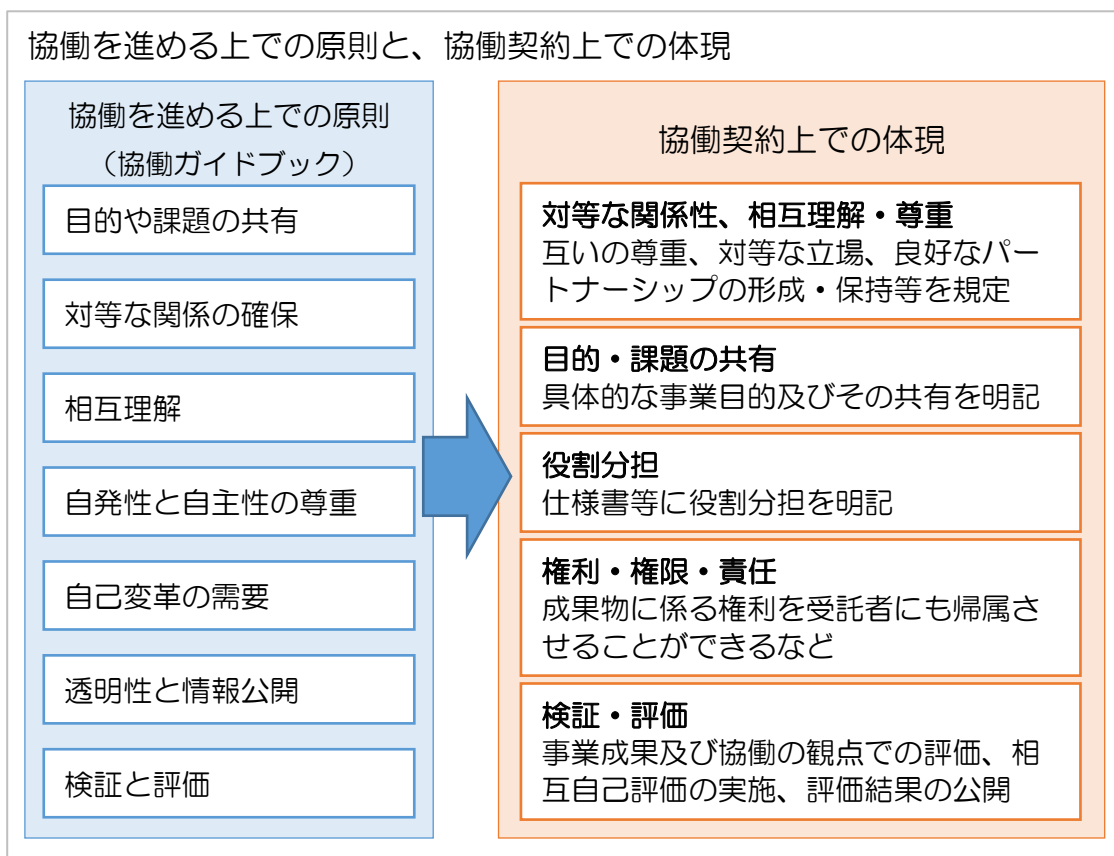 協働を進める上での原則と、協働契約上での体現
協働を進める上での原則
（協働ガイドブック）
目的や課題の共有
対等な関係の確保
相互理解
自発性と自主性の尊重
自己変革の需要
透明性と情報公開
検証と評価
協働契約上での体現
対等な関係性、相互理解・尊重
互いの尊重、対等な立場、良好なパー
トナーシップの形成・保持等を規定
目的・課題の共有
具体的な事業目的及びその共有を明記
役割分担
仕様書等に役割分担を明記
権利・権限・責任
成果物に係る権利を受託者にも帰属さ
せることができるなど
検証・評価
事業成果及び協働の観点での評価、相
互自己評価の実施、評価結果の公開